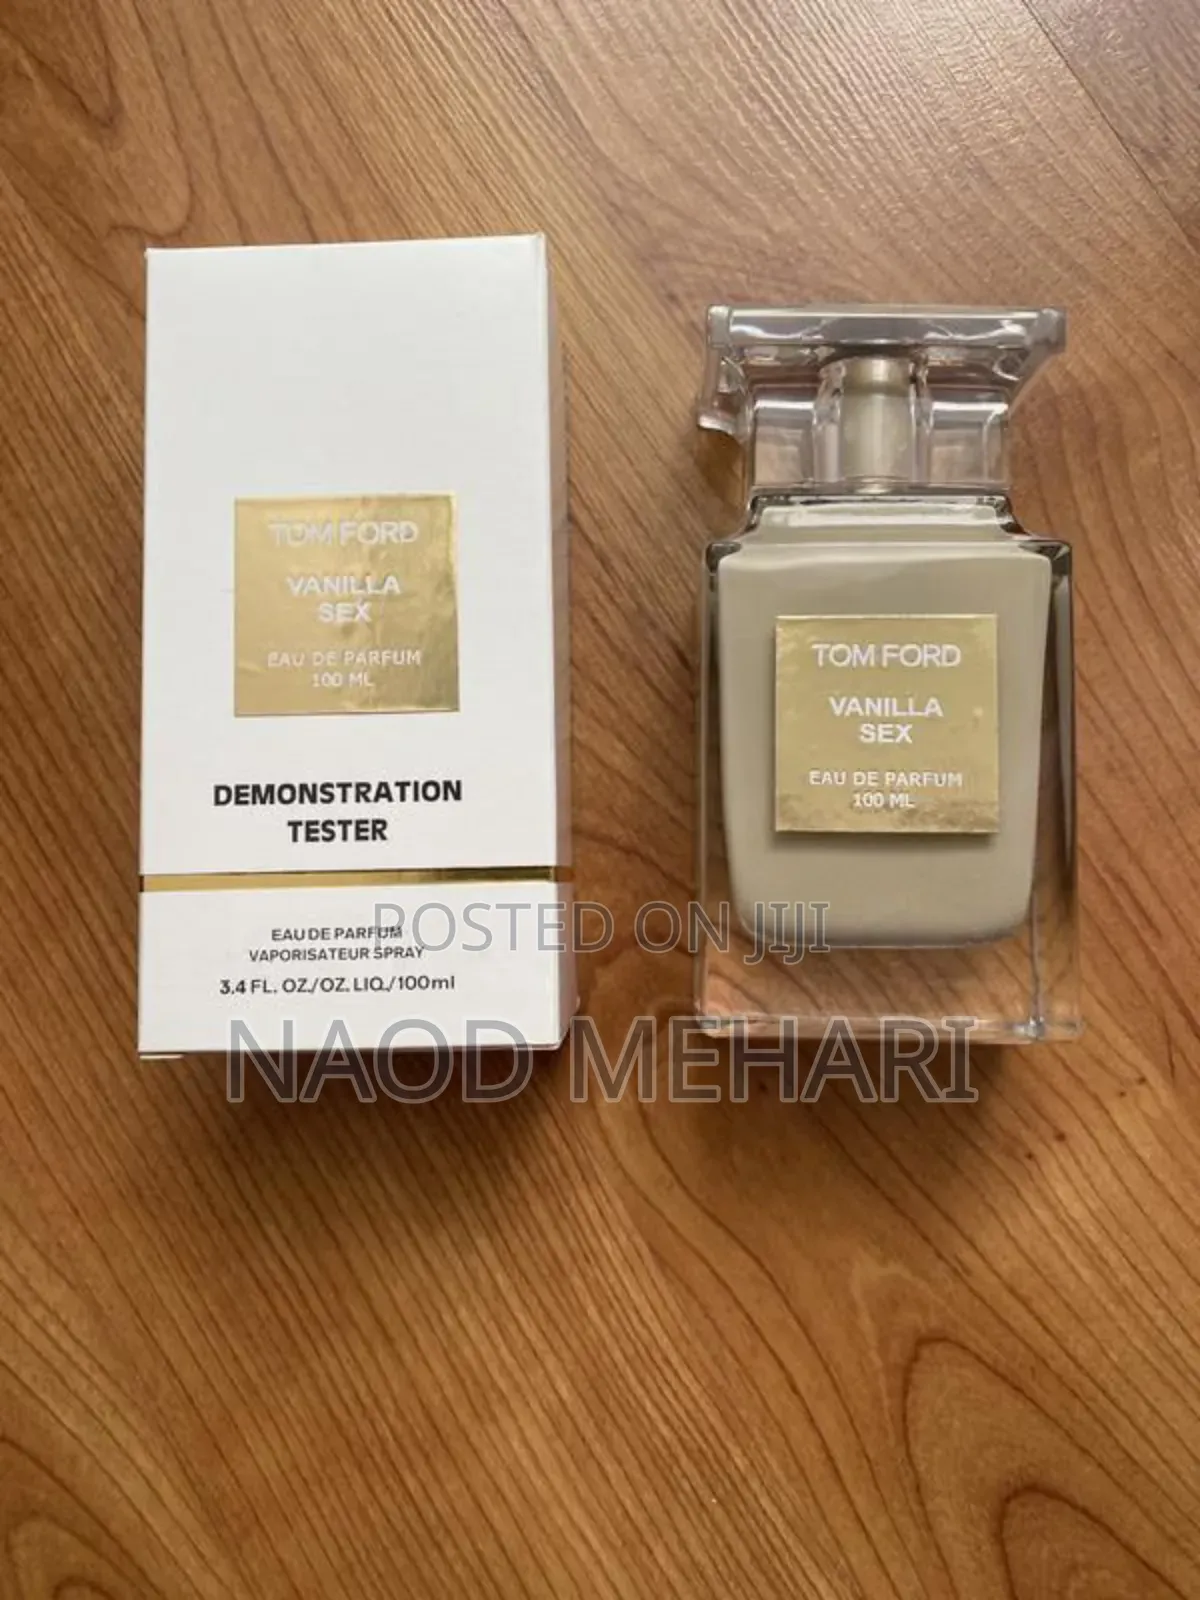 TOM FORD
VANILLA
SEX
EAU DE PARFUM
100 ML
DEMONSTRATION
TESTER
EAU DE PARFUM
VAPORISATEUR SPRAY
3.4 FL. OZ./OZ. LIQ./100ml
TOM FORD
VANILLA
SEX
EAU DE PARFUM
100 ML
POSTED ON JIJI
NAOD MEHARI